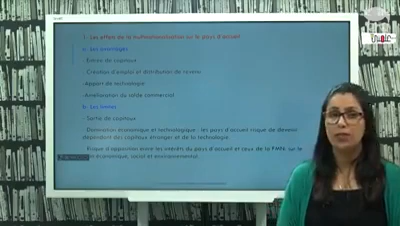 1- Les effets de la multinationalisation sur le pays d'accueil
a. Les avantages
- Entrée de capitaux
- Création d'emploi et distribution de revenu
-Apport de technologie
-Amélioration du solde commercial
b. Les limites
- Sortie de capitaux
- Domination économique et technologique : les pays d'accueil risque de devenir
dépendant des capitaux étranger et de la technologie.
- Risque d'opposition entre les intérêts du pays d'accueil et ceux de la FMN sur le
n économique, social et environnemental.